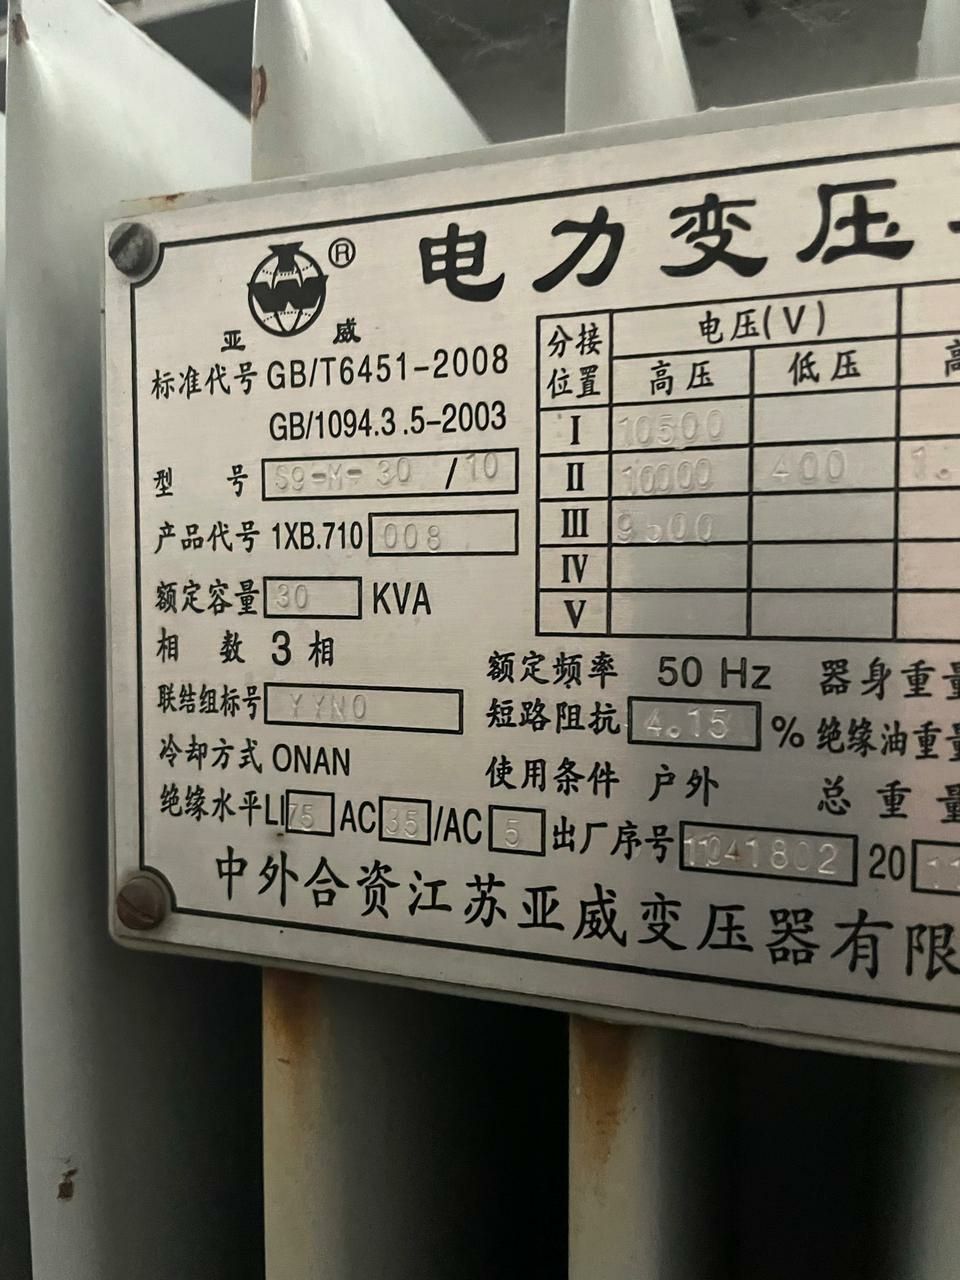 ®
亚 威
电力变压
标准代号 GB/T6451-2008
GB/1094.3.5-2003
型 号 S9-M-30/10
产品代号 1XB.710 008
额定容量 30 KVA
相 数 3 相
联结组标号 YYN0
冷却方式 ONAN
绝缘水平 LI 75 AC 35/AC 5
分接位置 电压(V)
高压 低压 高
I 10500
II 10000 400 1.
III 9500
IV
V
额定频率 50 Hz 器身重量
短路阻抗 4.15 % 绝缘油重量
使用条件 户外 总重量
出厂序号 11041802 20 11
中外合资江苏亚威变压器有限